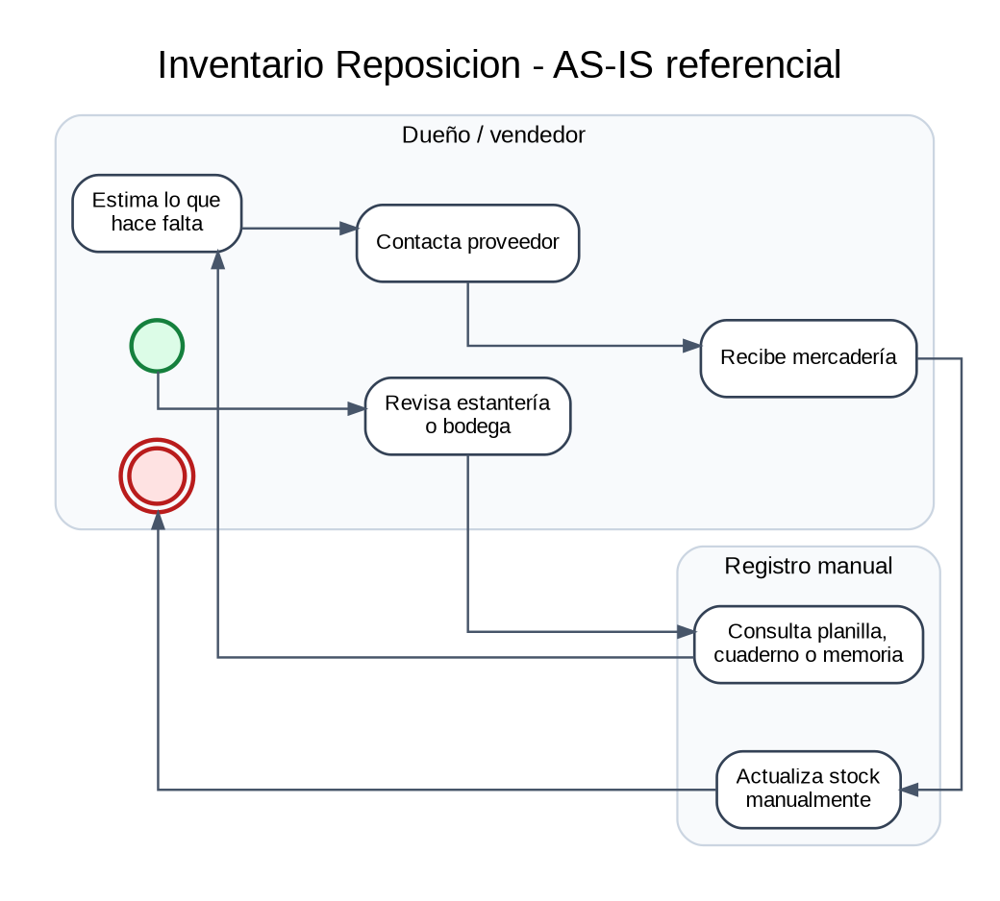 Inventario Reposicion - AS-IS referencial
Dueño / vendedor
Estima lo que
hace falta
Contacta proveedor
Recibe mercadería
Revisa estantería
o bodega
Registro manual
Consulta planilla,
cuaderno o memoria
Actualiza stock
manualmente